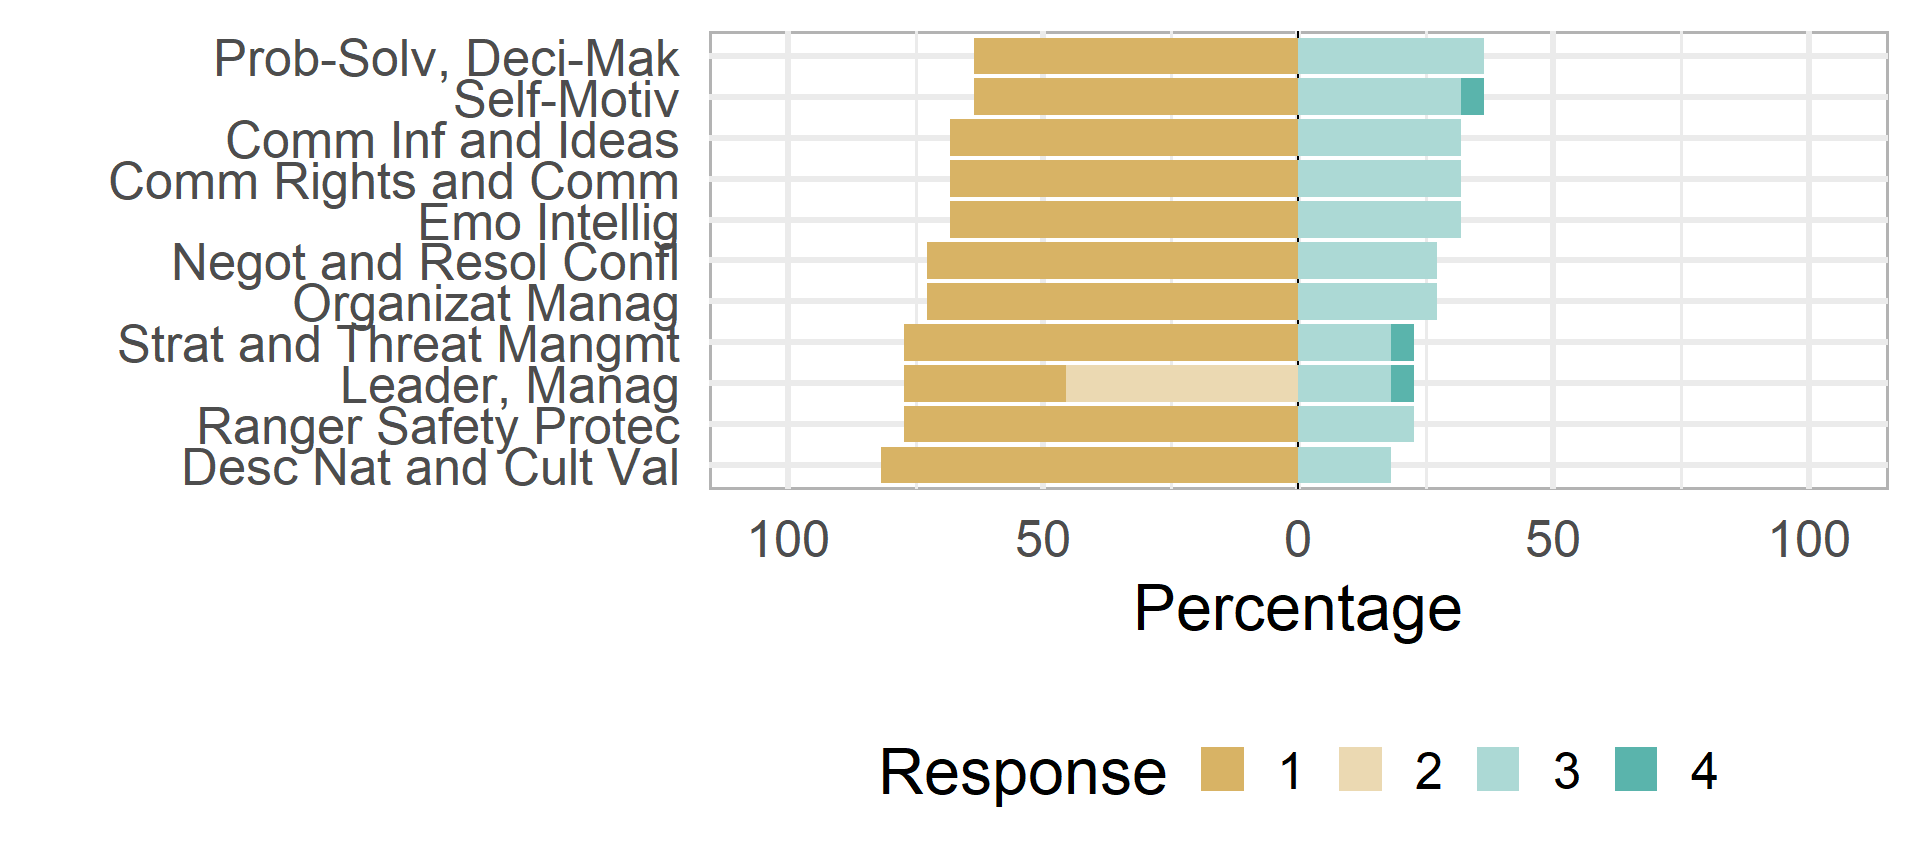 Prob-Solv, Deci-Mak
Self-Motiv
Comm Inf and Ideas
Comm Rights and Comm
Emo Intellig
Negot and Resol Confl
Organizat Manag
Strat and Threat Mangmt
Leader, Manag
Ranger Safety Protec
Desc Nat and Cult Val
100 50 0 50 100
Percentage
Response 1 2 3 4